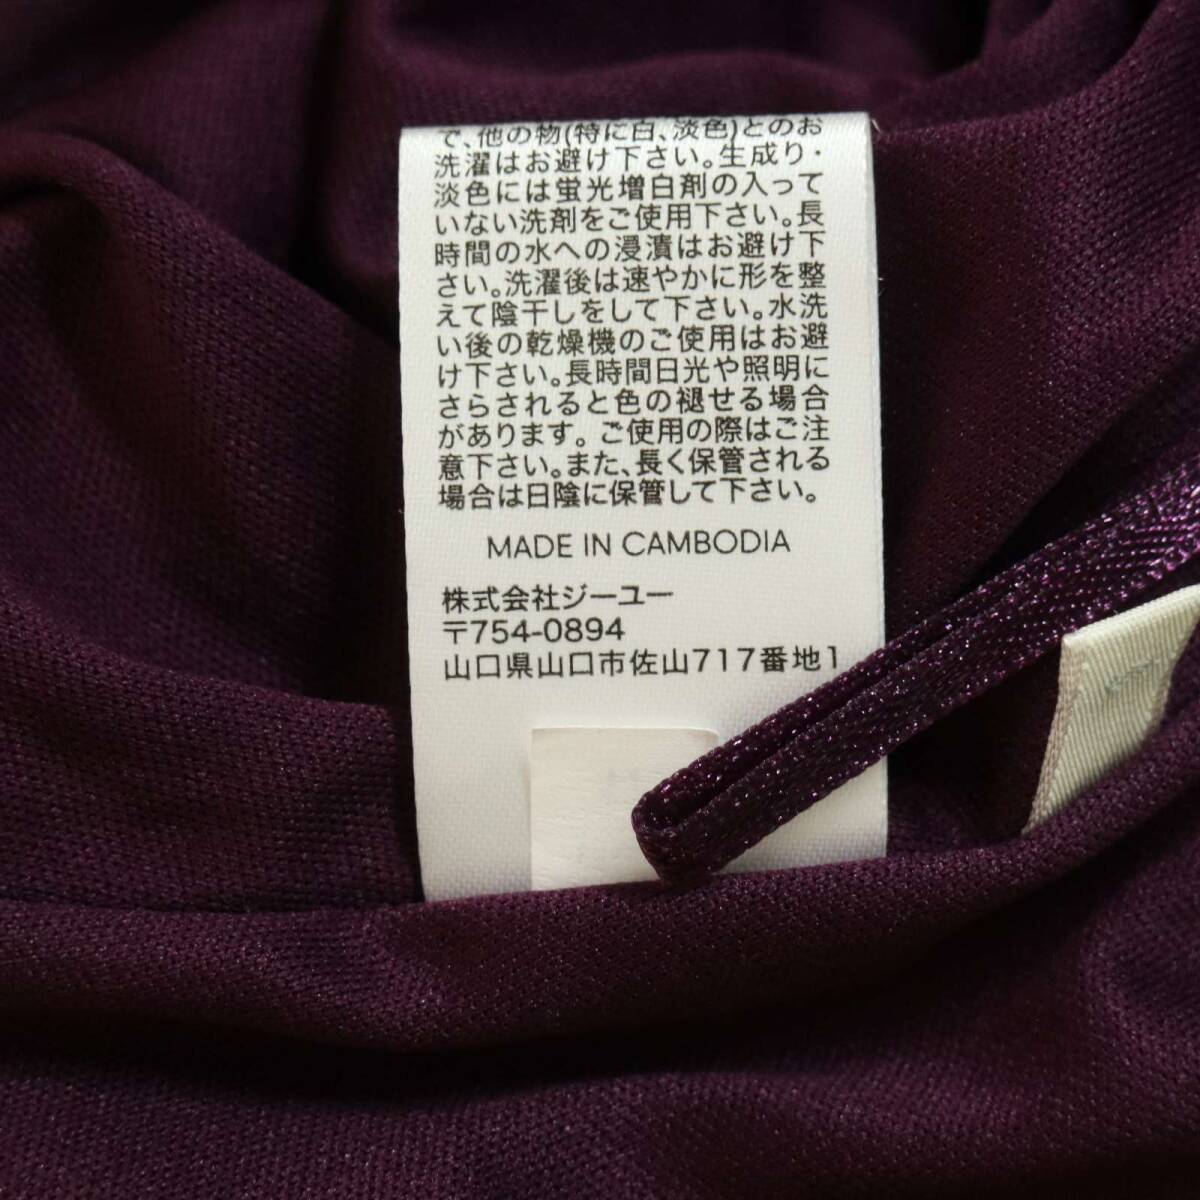 で、他の物(特に白、淡色)とのお
洗濯はお避け下さい。生成り・
淡色には蛍光増白剤の入って
いない洗剤をご使用下さい。長
時間の水への浸漬はお避け下
さい。洗濯後は速やかに形を整
えて陰干しをして下さい。水洗
い後の乾燥機のご使用はお避
け下さい。長時間日光や照明に
さらされると色の褪せる場合
があります。ご使用の際はご注
意下さい。また、長く保管される
場合は日陰に保管して下さい。
MADE IN CAMBODIA
株式会社ジーユー
〒754-0894
山口県山口市佐山717番地1